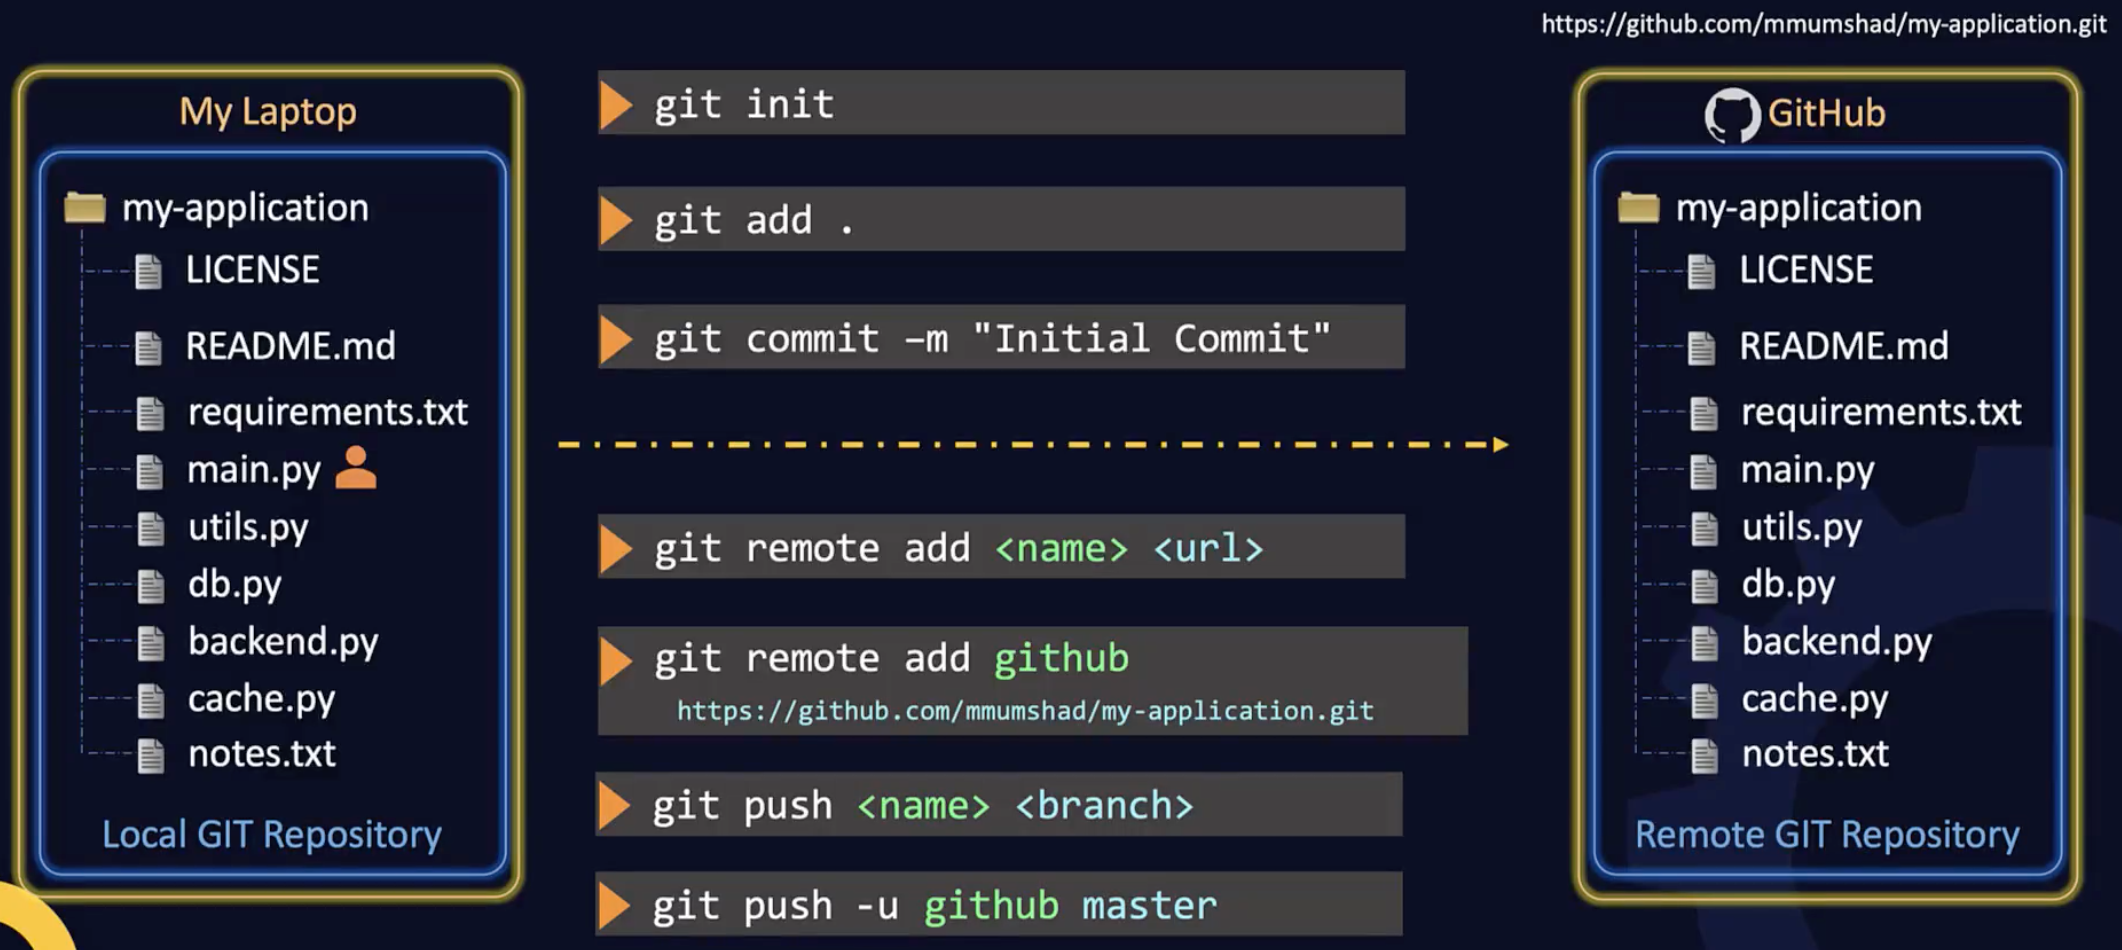 https://github.com/mmumshad/my-application.git
My Laptop
my-application
LICENSE
README.md
requirements.txt
main.py
utils.py
db.py
backend.py
cache.py
notes.txt
Local GIT Repository
git init
git add .
git commit –m "Initial Commit"
git remote add <name> <url>
git remote add github
https://github.com/mmumshad/my-application.git
git push <name> <branch>
git push -u github master
GitHub
my-application
LICENSE
README.md
requirements.txt
main.py
utils.py
db.py
backend.py
cache.py
notes.txt
Remote GIT Repository